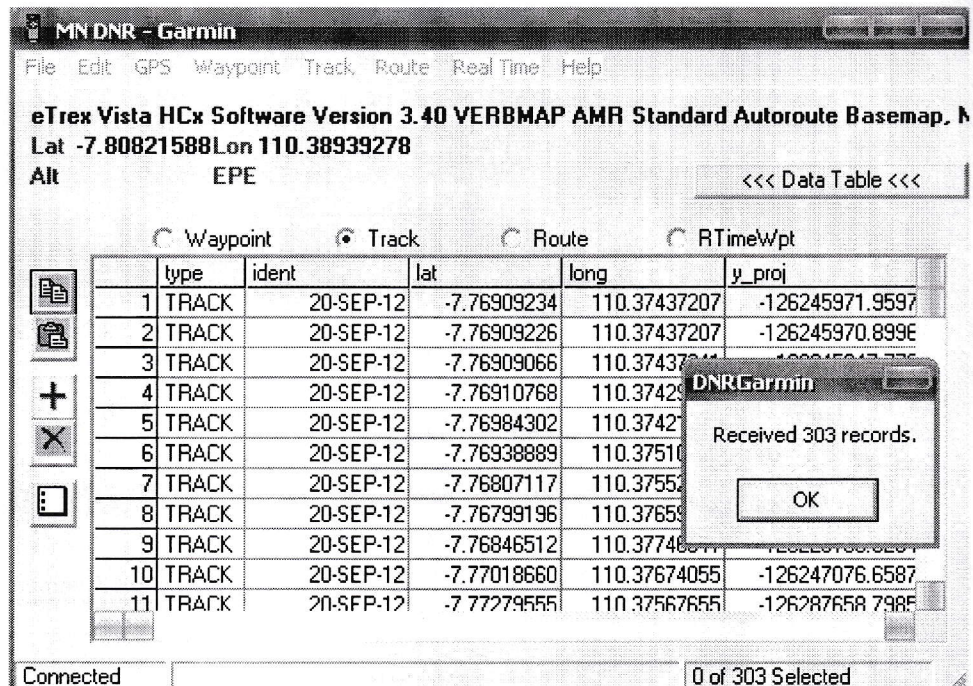 MN DNR - Garmin
File Edit GPS Waypoint Track Route Real Time Help
eTrex Vista HCx Software Version 3.40 VERBMAP AMR Standard Autoroute Basemap,
Lat -7.80821588 Lon 110.38939278
Alt EPE
<<< Data Table <<<
Waypoint Track Route RTimeWpt
type ident lat long y_proj
1 TRACK 20-SEP-12 -7.76909234 110.37437207 -126245971.9597
2 TRACK 20-SEP-12 -7.76909226 110.37437207 -126245970.8996
3 TRACK 20-SEP-12 -7.76909066
4 TRACK 20-SEP-12 -7.76910768
5 TRACK 20-SEP-12 -7.76984302
6 TRACK 20-SEP-12 -7.76938889
7 TRACK 20-SEP-12 -7.76807117
8 TRACK 20-SEP-12 -7.76799196
9 TRACK 20-SEP-12 -7.76846512
10 TRACK 20-SEP-12 -7.77018660 110.37674055 -126247076.6587
11 TRACK 20-SEP-12 -7.77279555 110.37567655 -126287658.7985
DNRGarmin
Received 303 records.
OK
Connected
0 of 303 Selected